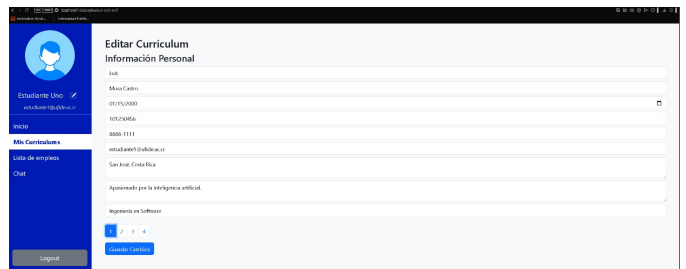 Editar Curriculum
Información Personal
Luis
Mora Castro
01/15/2000
101230456
8888-1111
estudiante1@ufide.ac.cr
San José, Costa Rica
Apasionado por la inteligencia artificial.
Ingeniería en Software
1 2 3 4
Guardar Cambios
Estudiante Uno
estudiante1@ufide.ac.cr
Inicio
Mis Curriculums
Lista de empleos
Chat
Logout